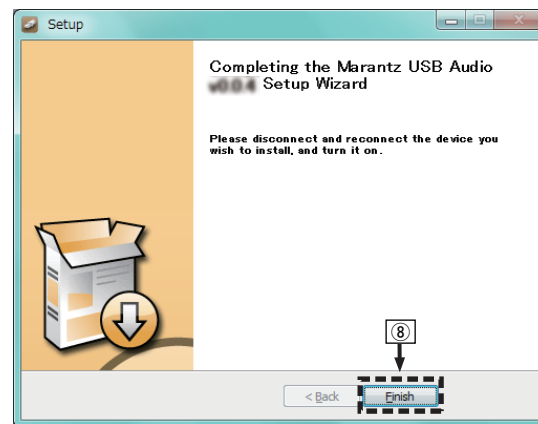 Setup
Completing the Marantz USB Audio
Setup Wizard
Please disconnect and reconnect the device you
wish to install, and turn it on.
⑧
< Back
Finish